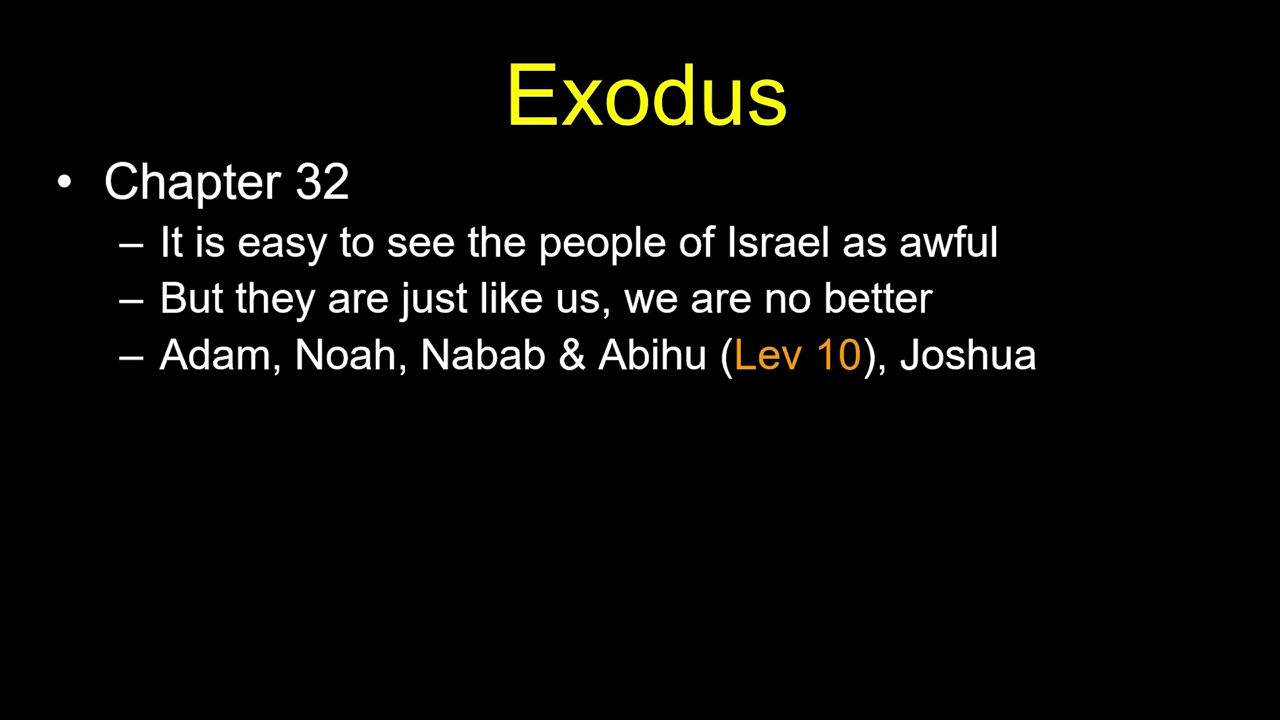 Exodus
• Chapter 32
– It is easy to see the people of Israel as awful
– But they are just like us, we are no better
– Adam, Noah, Nabab & Abihu (Lev 10), Joshua